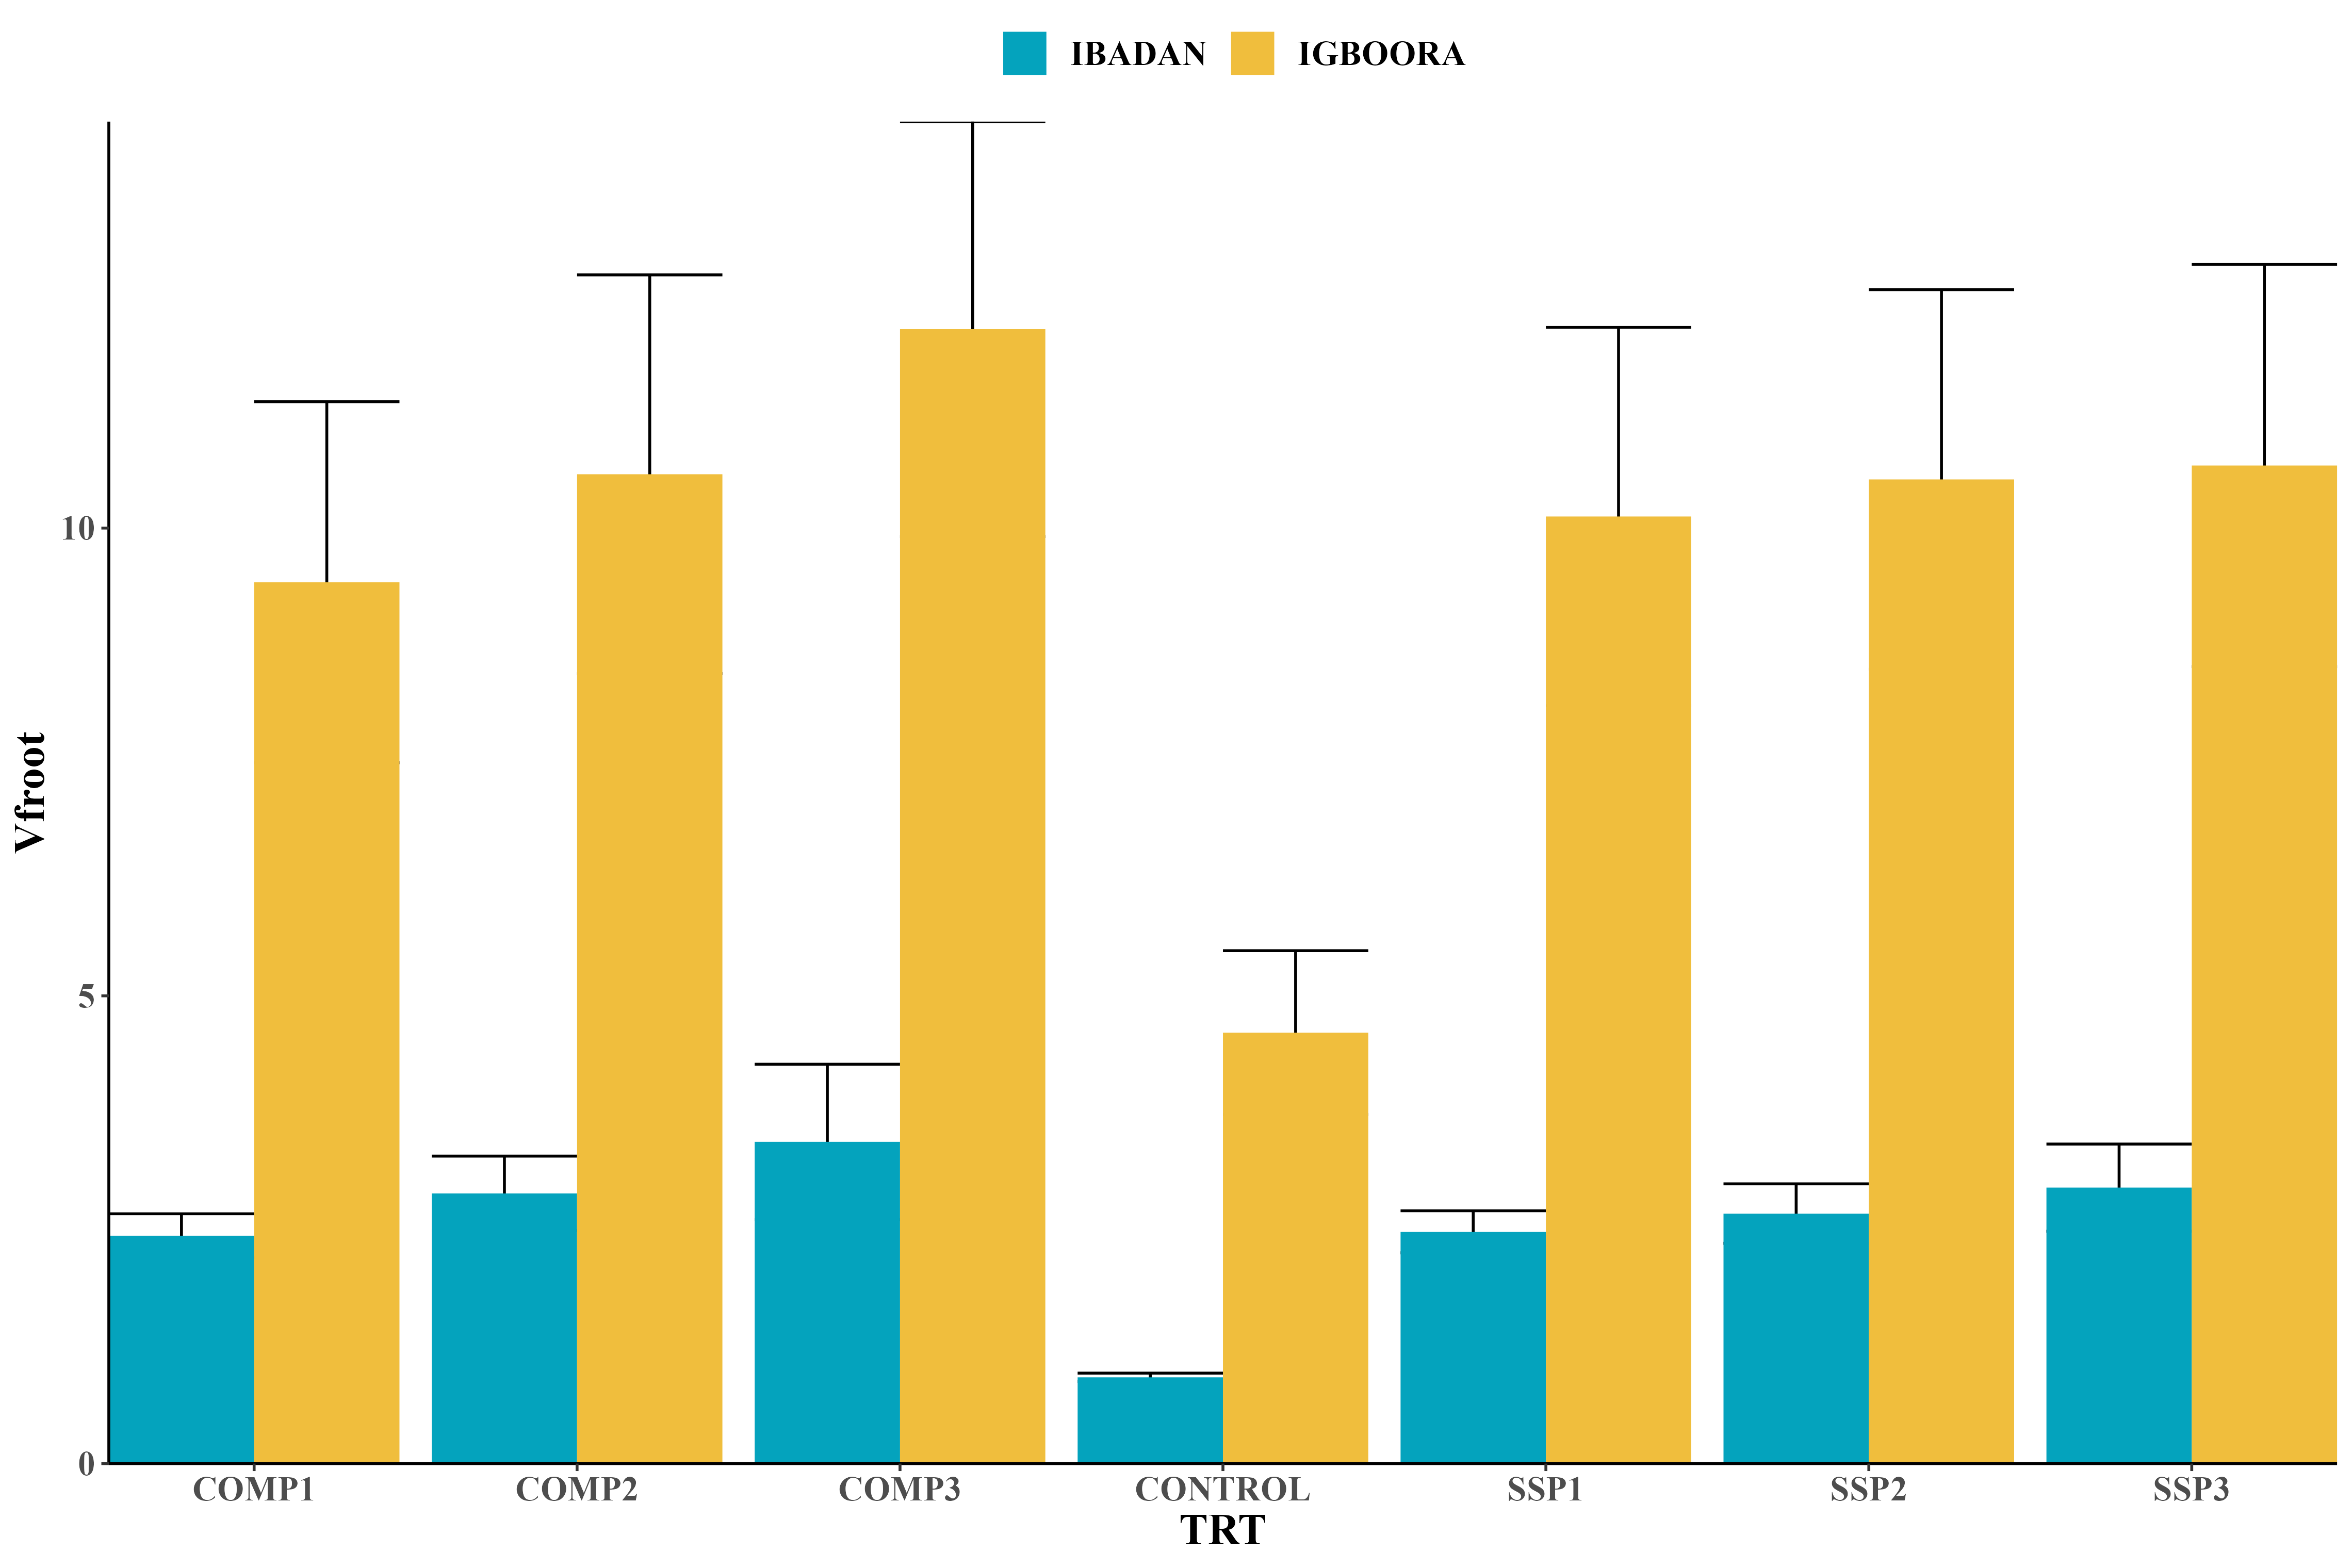 IBADAN IGBOORA
10
5
0
Vfroot
COMP1 COMP2 COMP3 CONTROL SSP1 SSP2 SSP3
TRT